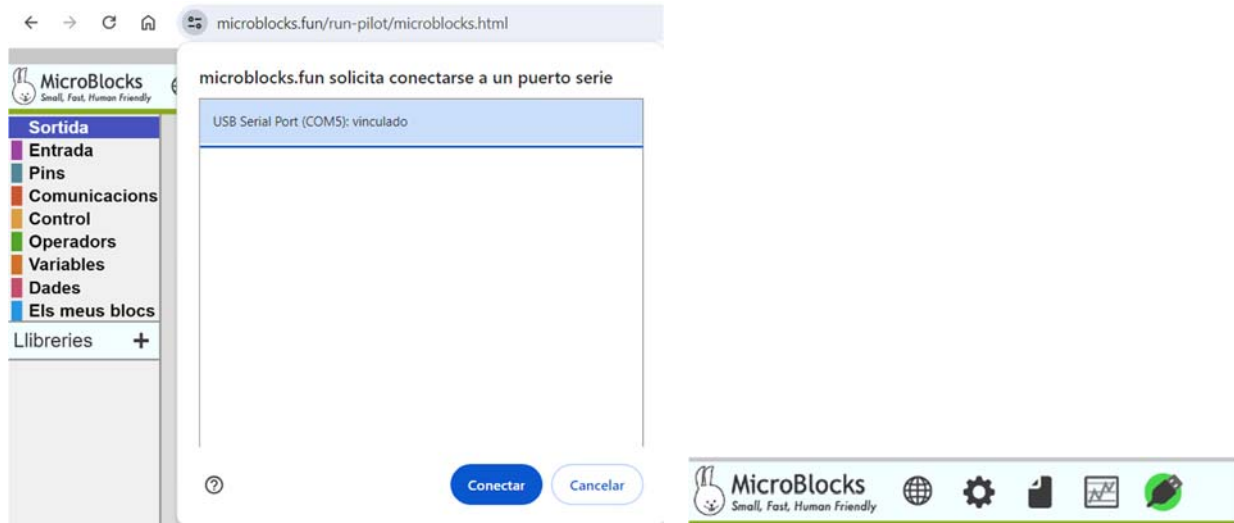 microblocks.fun/run-pilot/microblocks.html
MicroBlocks
Small, Fast, Human Friendly
Sortida
Entrada
Pins
Comunicacions
Control
Operadors
Variables
Dades
Els meus blocs
Llibreries +
microblocks.fun solicita conectarse a un puerto serie
USB Serial Port (COM5): vinculado
Conectar
Cancelar
MicroBlocks
Small, Fast, Human Friendly